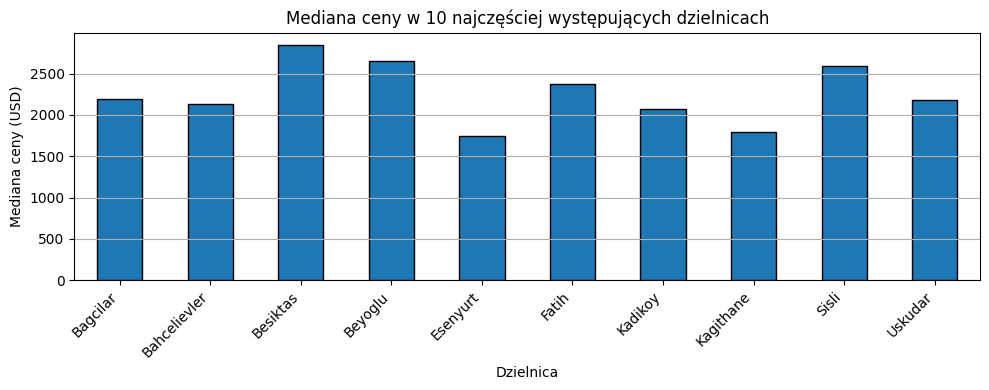 Mediana ceny w 10 najczęściej występujących dzielnicach
Mediana ceny (USD)
2500
2000
1500
1000
500
0
Bagcilar
Bahcelievler
Besiktas
Beyoglu
Esenyurt
Fatih
Kadikoy
Kagithane
Sisli
Uskudar
Dzielnica